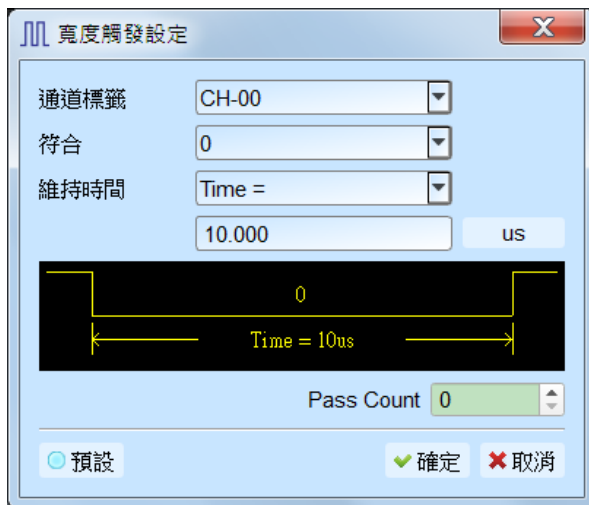 寬度觸發設定
通道標籤 CH-00
符合 0
維持時間 Time =
10.000 us
0
Time = 10us
Pass Count 0
預設 確定 取消